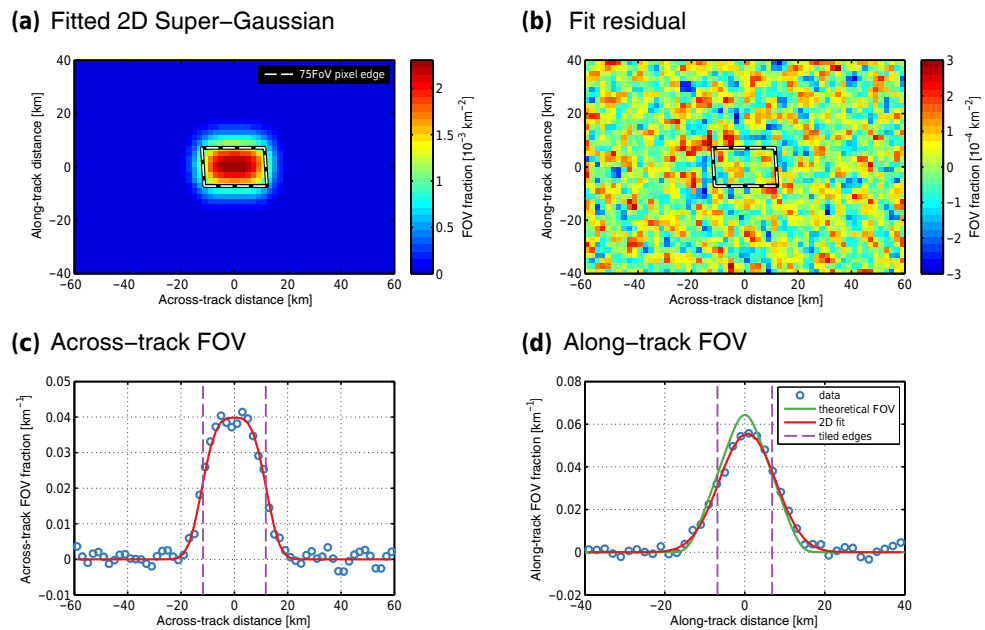 (a) Fitted 2D Super−Gaussian
40
20
0
−20
−40
−60 −40 −20 0 20 40 60
Along−track distance [km]
Across−track distance [km]
75FoV pixel edge
2
1.5
1
0.5
0
FOV fraction [10−3 km−2]
(b) Fit residual
40
20
0
−20
−40
−60 −40 −20 0 20 40 60
Along−track distance [km]
Across−track distance [km]
3
2
1
0
−1
−2
−3
FOV fraction [10−4 km−2]
(c) Across−track FOV
0.05
0.04
0.03
0.02
0.01
0
−0.01
−60 −40 −20 0 20 40 60
Across−track FOV fraction [km−1]
Across−track distance [km]
(d) Along−track FOV
0.08
0.06
0.04
0.02
0
−0.02
−40 −20 0 20 40
Along−track FOV fraction [km−1]
Along−track distance [km]
data
theoretical FOV
2D fit
tiled edges